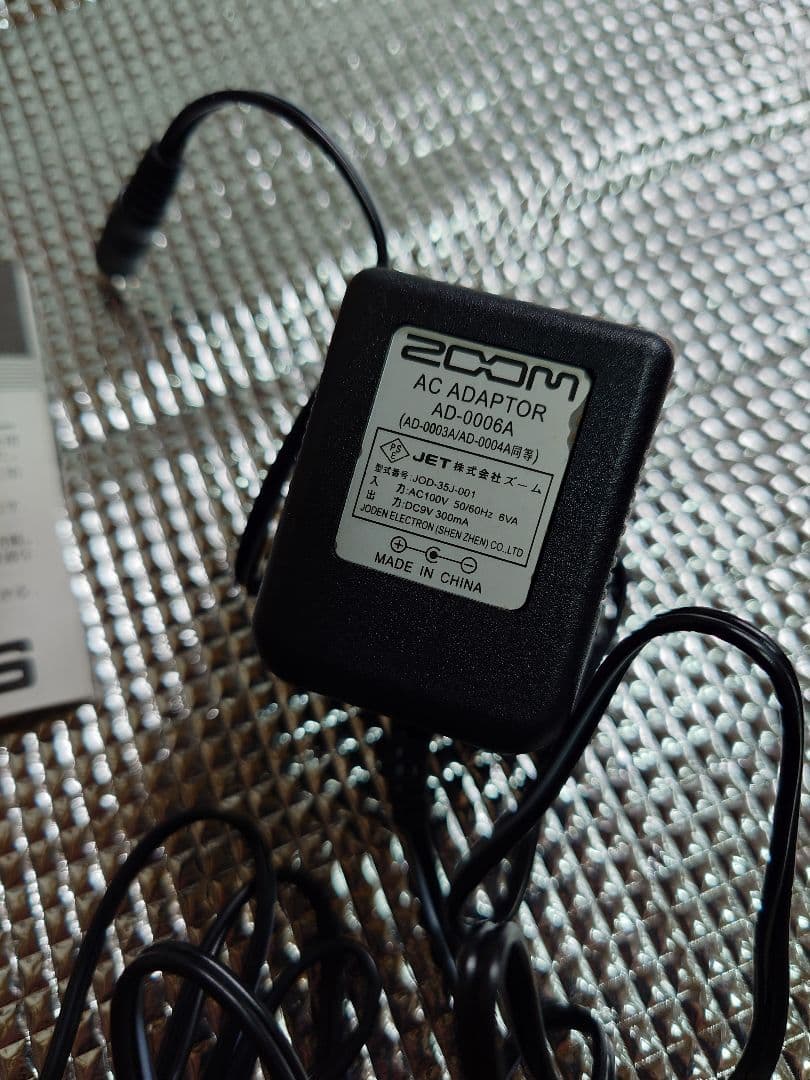 ZOOM
AC ADAPTOR
AD-0006A
(AD-0003A/AD-0004A同等)
PSE JET 株式会社ズーム
型式番号:JOD-35J-001
入 力:AC100V 50/60Hz 6VA
出 力:DC9V 300mA
JODEN ELECTRON (SHEN ZHEN) CO.,LTD
MADE IN CHINA